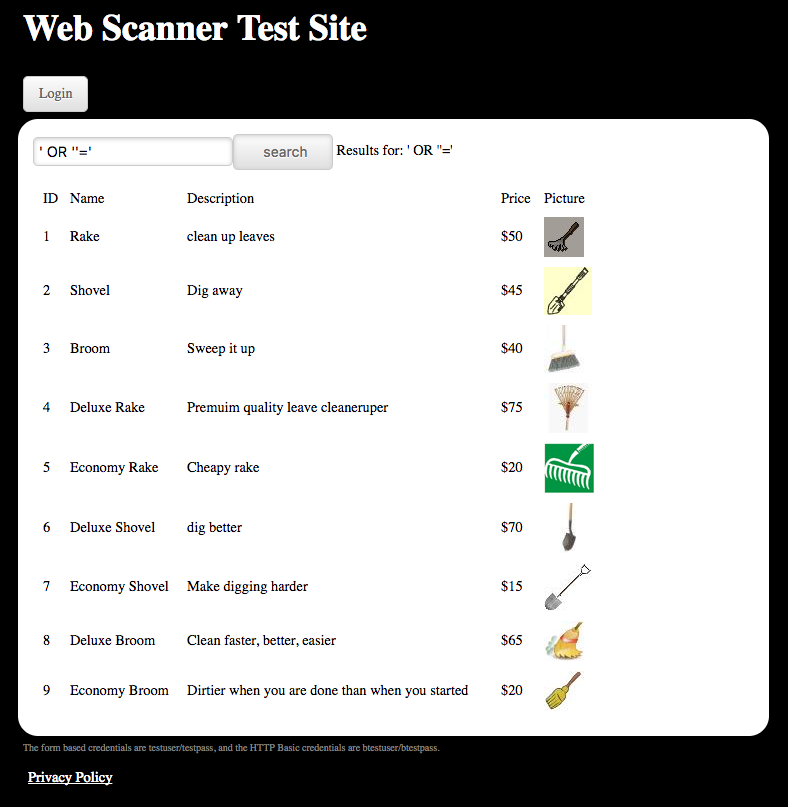 Web Scanner Test Site
Login
' OR ''=' search Results for: ' OR ''='
ID Name Description Price Picture
1 Rake clean up leaves $50
2 Shovel Dig away $45
3 Broom Sweep it up $40
4 Deluxe Rake Premuim quality leave cleaneruper $75
5 Economy Rake Cheapy rake $20
6 Deluxe Shovel dig better $70
7 Economy Shovel Make digging harder $15
8 Deluxe Broom Clean faster, better, easier $65
9 Economy Broom Dirtier when you are done than when you started $20
The form based credentials are testuser/testpass, and the HTTP Basic credentials are btestuser/btestpass.
Privacy Policy